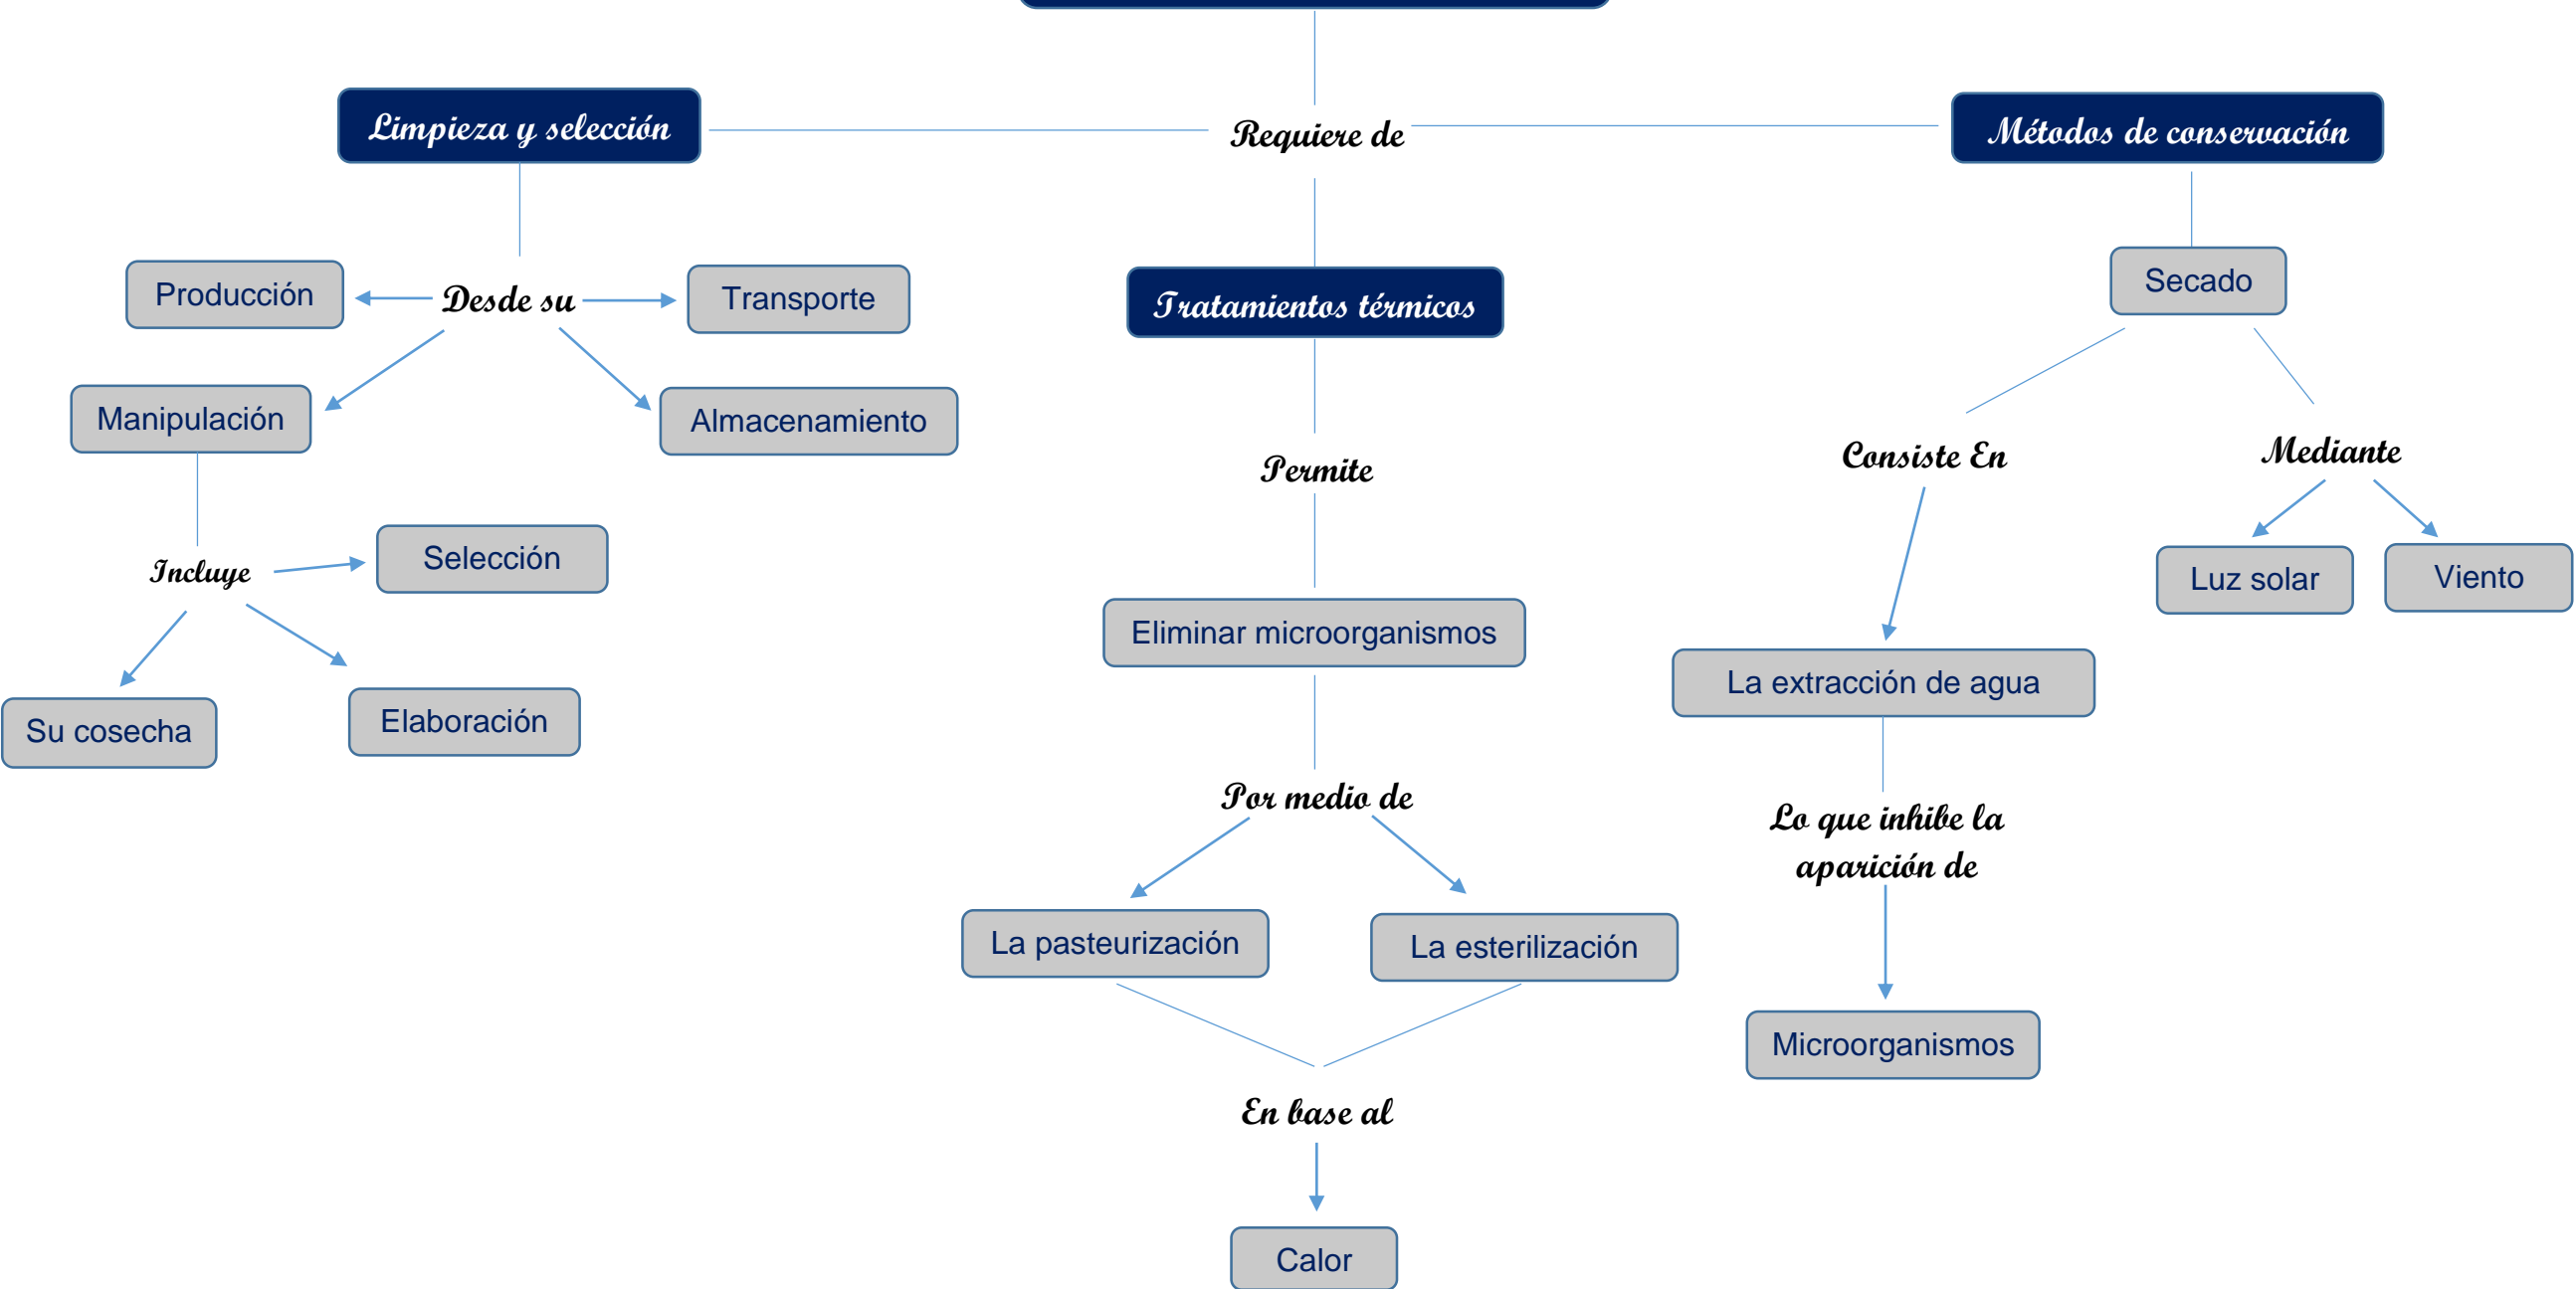 Limpieza y selección
Requiere de
Métodos de conservación
Producción
Desde su
Transporte
Tratamientos térmicos
Secado
Manipulación
Almacenamiento
Permite
Consiste En
Mediante
Incluye
Selección
Luz solar
Viento
Eliminar microorganismos
La extracción de agua
Su cosecha
Elaboración
Por medio de
Lo que inhibe la
aparición de
La pasteurización
La esterilización
Microorganismos
En base al
Calor